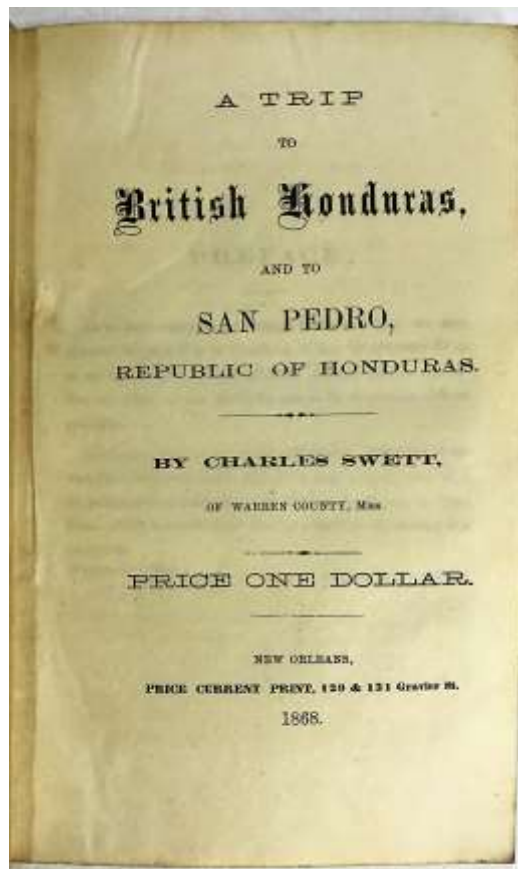 A TRIP
TO
British Honduras,
AND TO
SAN PEDRO,
REPUBLIC OF HONDURAS.
BY CHARLES SWETT,
OF WARREN COUNTY, Miss
PRICE ONE DOLLAR.
NEW ORLEANS,
PRICE CURRENT PRINT, 129 & 131 Gravier St.
1868.